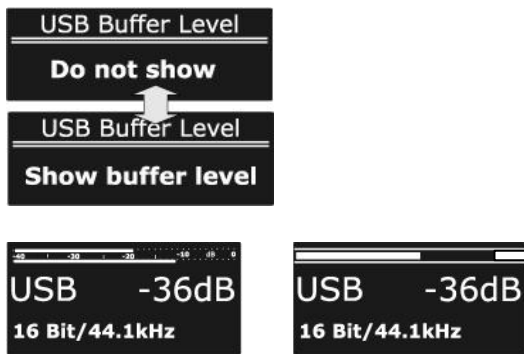 USB Buffer Level
Do not show
USB Buffer Level
Show buffer level
-40 -30 -20 -10 dB 0
USB -36dB
16 Bit/44.1kHz
USB -36dB
16 Bit/44.1kHz